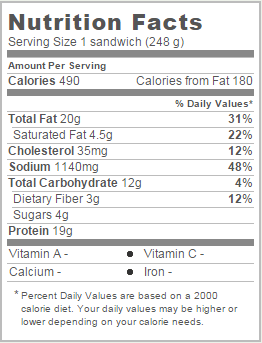 Nutrition Facts
Serving Size 1 sandwich (248 g)
Amount Per Serving
Calories 490 Calories from Fat 180
% Daily Values*
Total Fat 20g 31%
Saturated Fat 4.5g 22%
Cholesterol 35mg 12%
Sodium 1140mg 48%
Total Carbohydrate 12g 4%
Dietary Fiber 3g 12%
Sugars 4g
Protein 19g
Vitamin A - ● Vitamin C -
Calcium - ● Iron -
* Percent Daily Values are based on a 2000
calorie diet. Your daily values may be higher or
lower depending on your calorie needs.